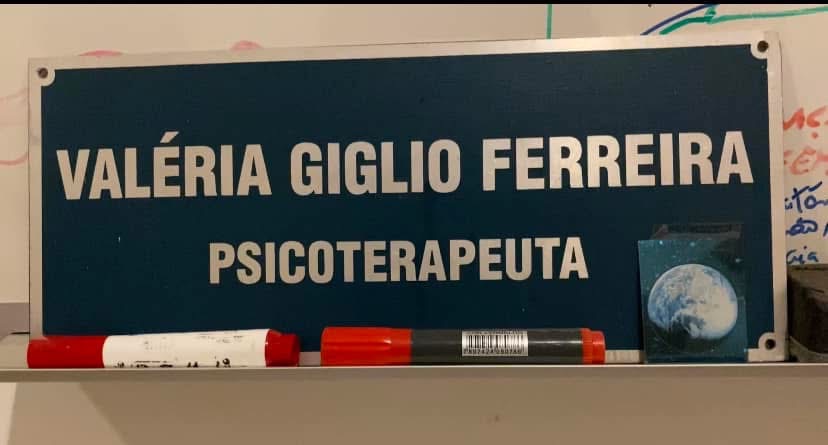 VALÉRIA GIGLIO FERREIRA
PSICOTERAPEUTA